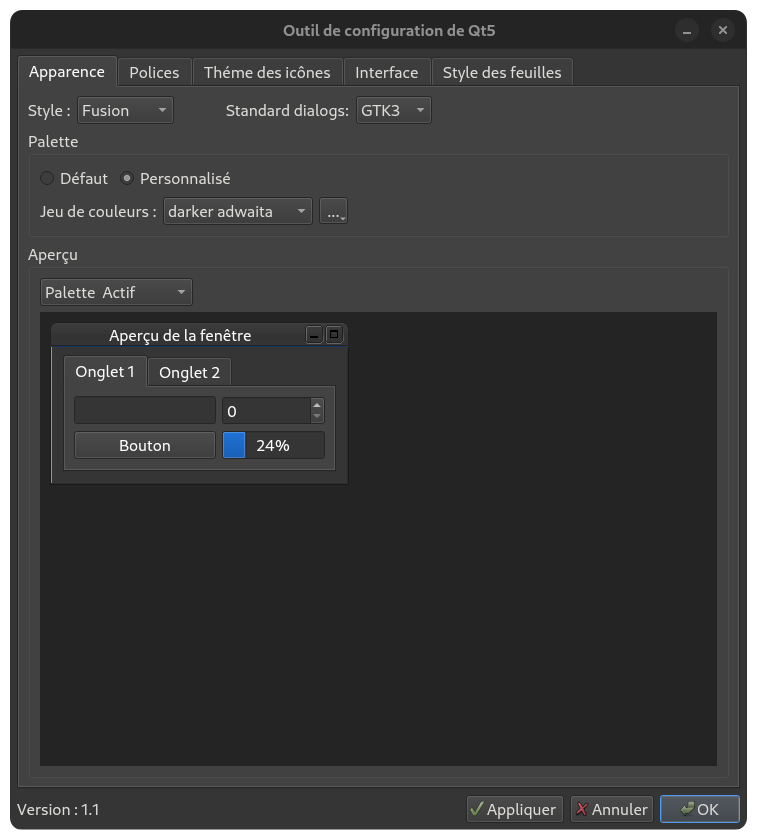 Outil de configuration de Qt5
Apparence Polices Théme des icônes Interface Style des feuilles
Style : Fusion Standard dialogs: GTK3
Palette
Défaut Personnalisé
Jeu de couleurs : darker adwaita ...
Aperçu
Palette Actif
Aperçu de la fenêtre
Onglet 1 Onglet 2
0
Bouton 24%
Version : 1.1 Appliquer Annuler OK